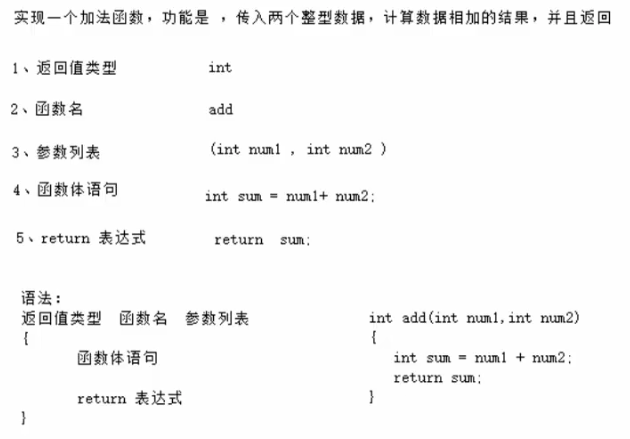 实现一个加法函数，功能是 ，传入两个整型数据，计算数据相加的结果，并且返回
1、返回值类型 int
2、函数名 add
3、参数列表 (int num1 , int num2 )
4、函数体语句 int sum = num1+ num2;
5、return 表达式 return sum;
语法：
返回值类型 函数名 参数列表
{
函数体语句
return 表达式
}
int add(int num1,int num2)
{
int sum = num1 + num2;
return sum;
}